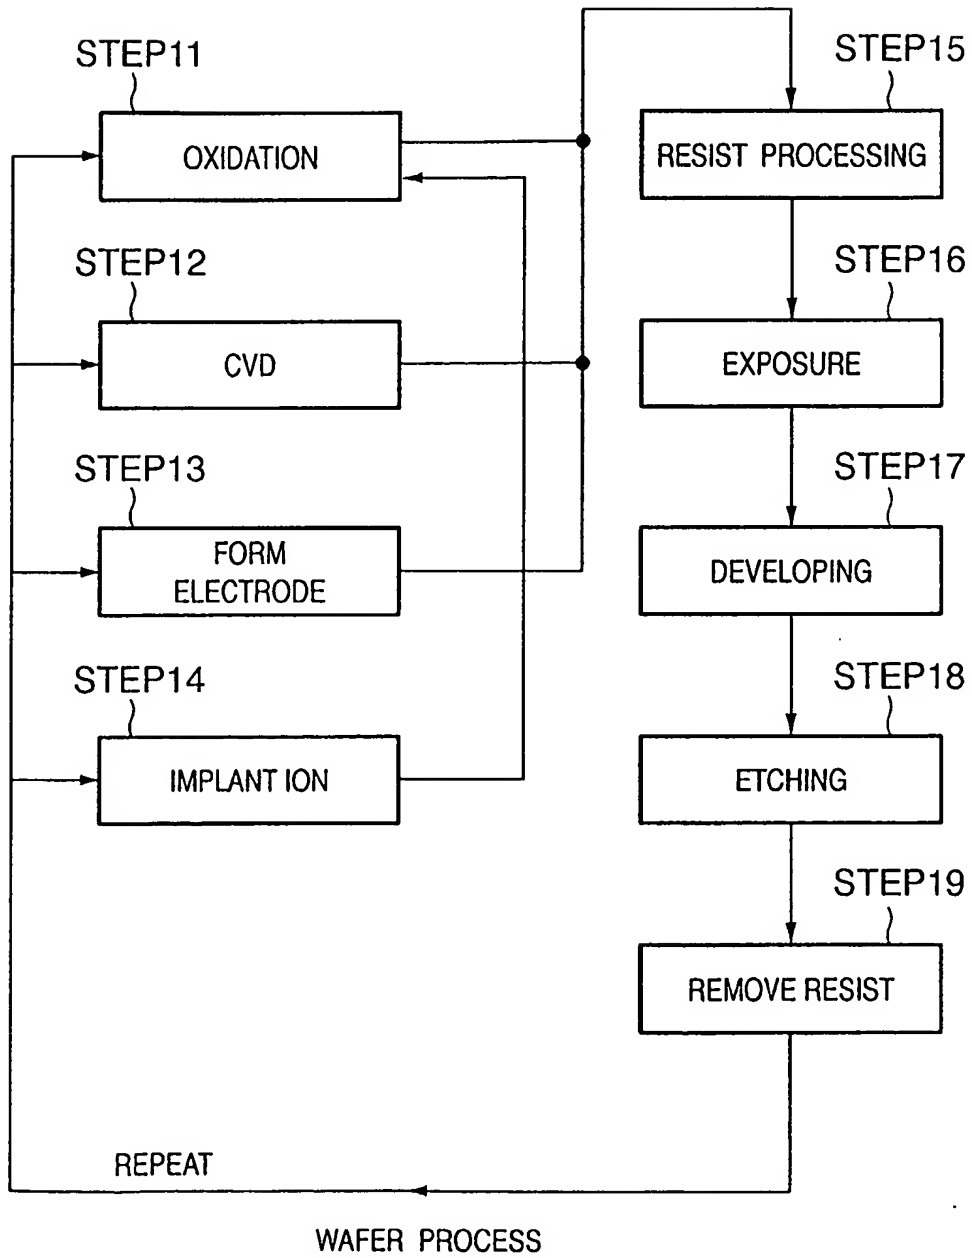 STEP11
OXIDATION
STEP12
CVD
STEP13
FORM
ELECTRODE
STEP14
IMPLANT ION
STEP15
RESIST PROCESSING
STEP16
EXPOSURE
STEP17
DEVELOPING
STEP18
ETCHING
STEP19
REMOVE RESIST
REPEAT
WAFER PROCESS